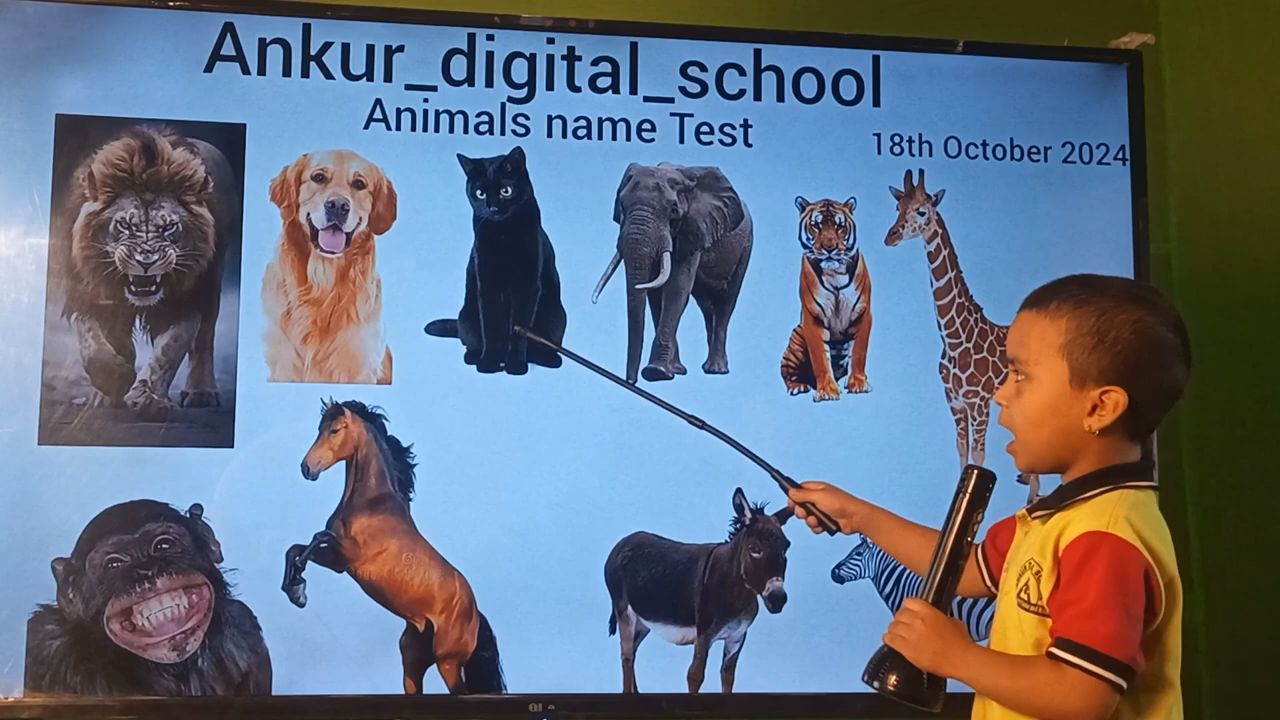 Ankur_digital_school
Animals name Test
18th October 2024